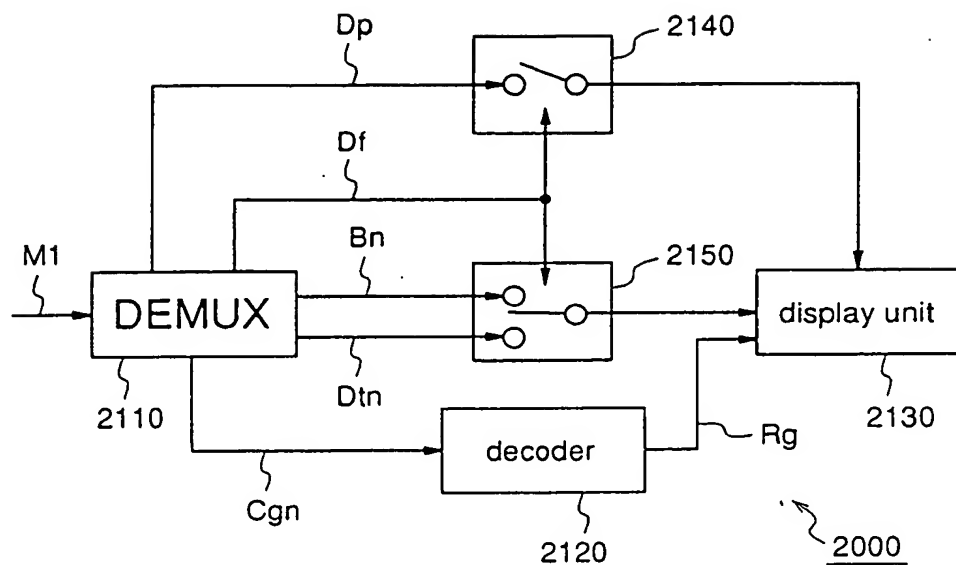 Dp
2140
Df
M1
Bn
2150
DEMUX
display unit
2110
Dtn
2130
decoder
Rg
Cgn
2120
2000